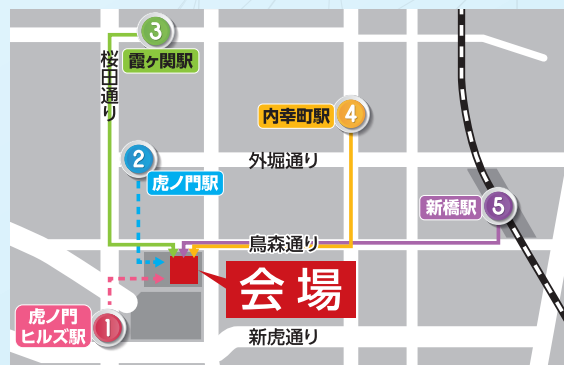 3
霞ヶ関駅
桜田通り
内幸町駅
4
2
外堀通り
虎ノ門駅
新橋駅
5
烏森通り
会場
虎ノ門
ヒルズ駅
1
新虎通り